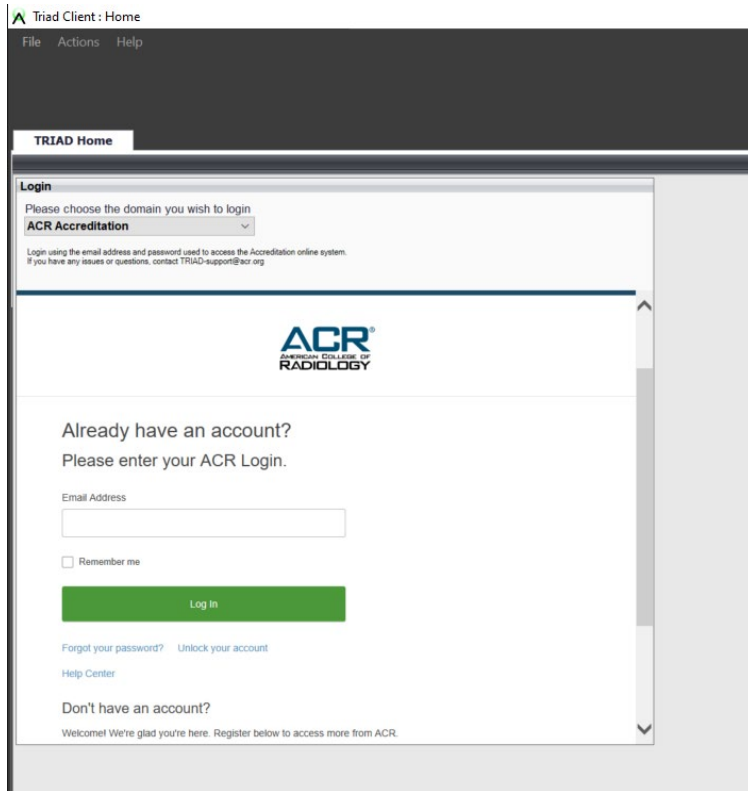 Triad Client : Home
File Actions Help
TRIAD Home
Login
Please choose the domain you wish to login
ACR Accreditation
Login using the email address and password used to access the Accreditation online system.
If you have any issues or questions, contact TRIAD-support@acr.org
ACR®
AMERICAN COLLEGE OF
RADIOLOGY
Already have an account?
Please enter your ACR Login.
Email Address
Remember me
Log In
Forgot your password? Unlock your account
Help Center
Don't have an account?
Welcome! We're glad you're here. Register below to access more from ACR.